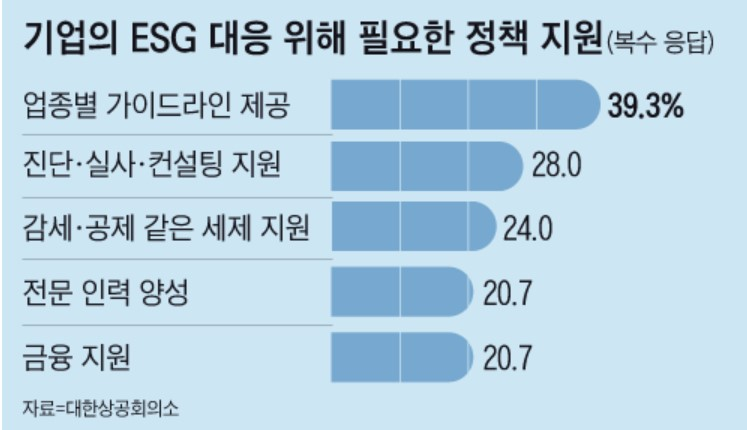 기업의 ESG 대응 위해 필요한 정책 지원(복수 응답)
업종별 가이드라인 제공 39.3%
진단·실사·컨설팅 지원 28.0
감세·공제 같은 세제 지원 24.0
전문 인력 양성 20.7
금융 지원 20.7
자료=대한상공회의소